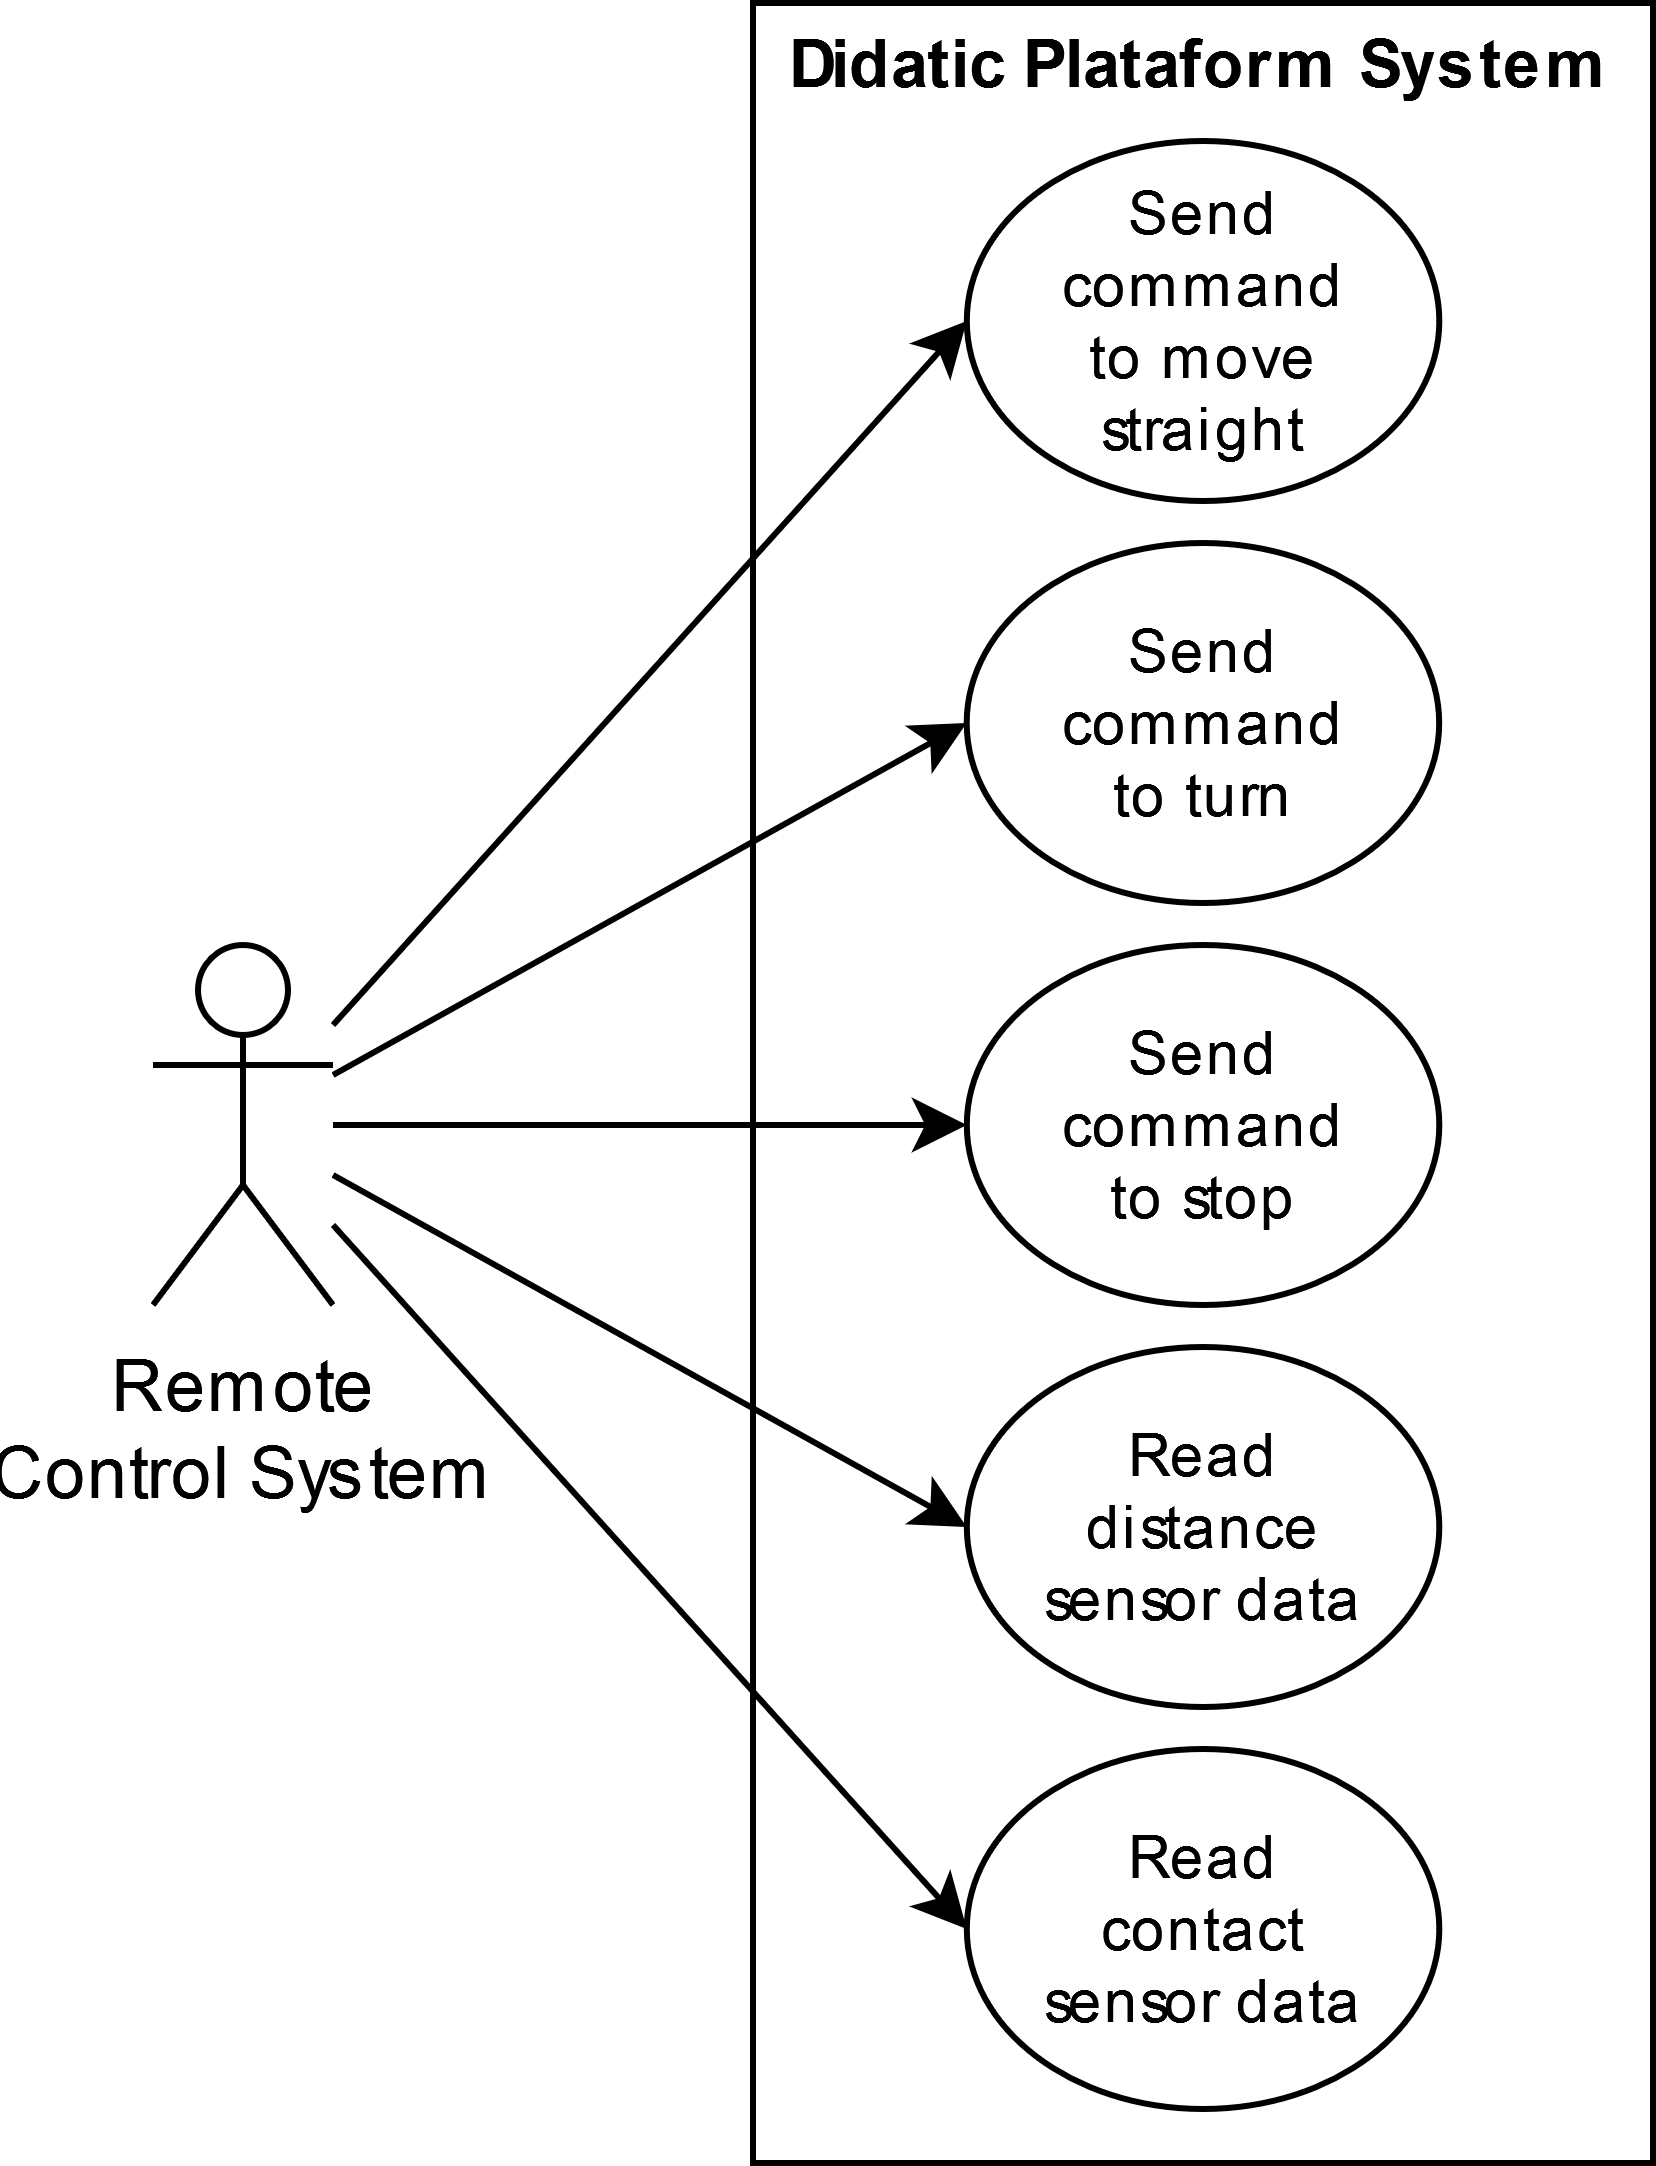 Didatic Plataform System
Send
command
to move
straight
Send
command
to turn
Send
command
to stop
Remote
Control System
Read
distance
sensor data
Read
contact
sensor data